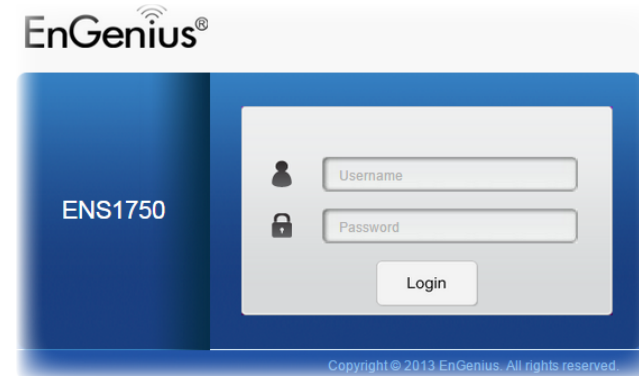 EnGenius®
ENS1750
Username
Password
Login
Copyright © 2013 EnGenius. All rights reserved.